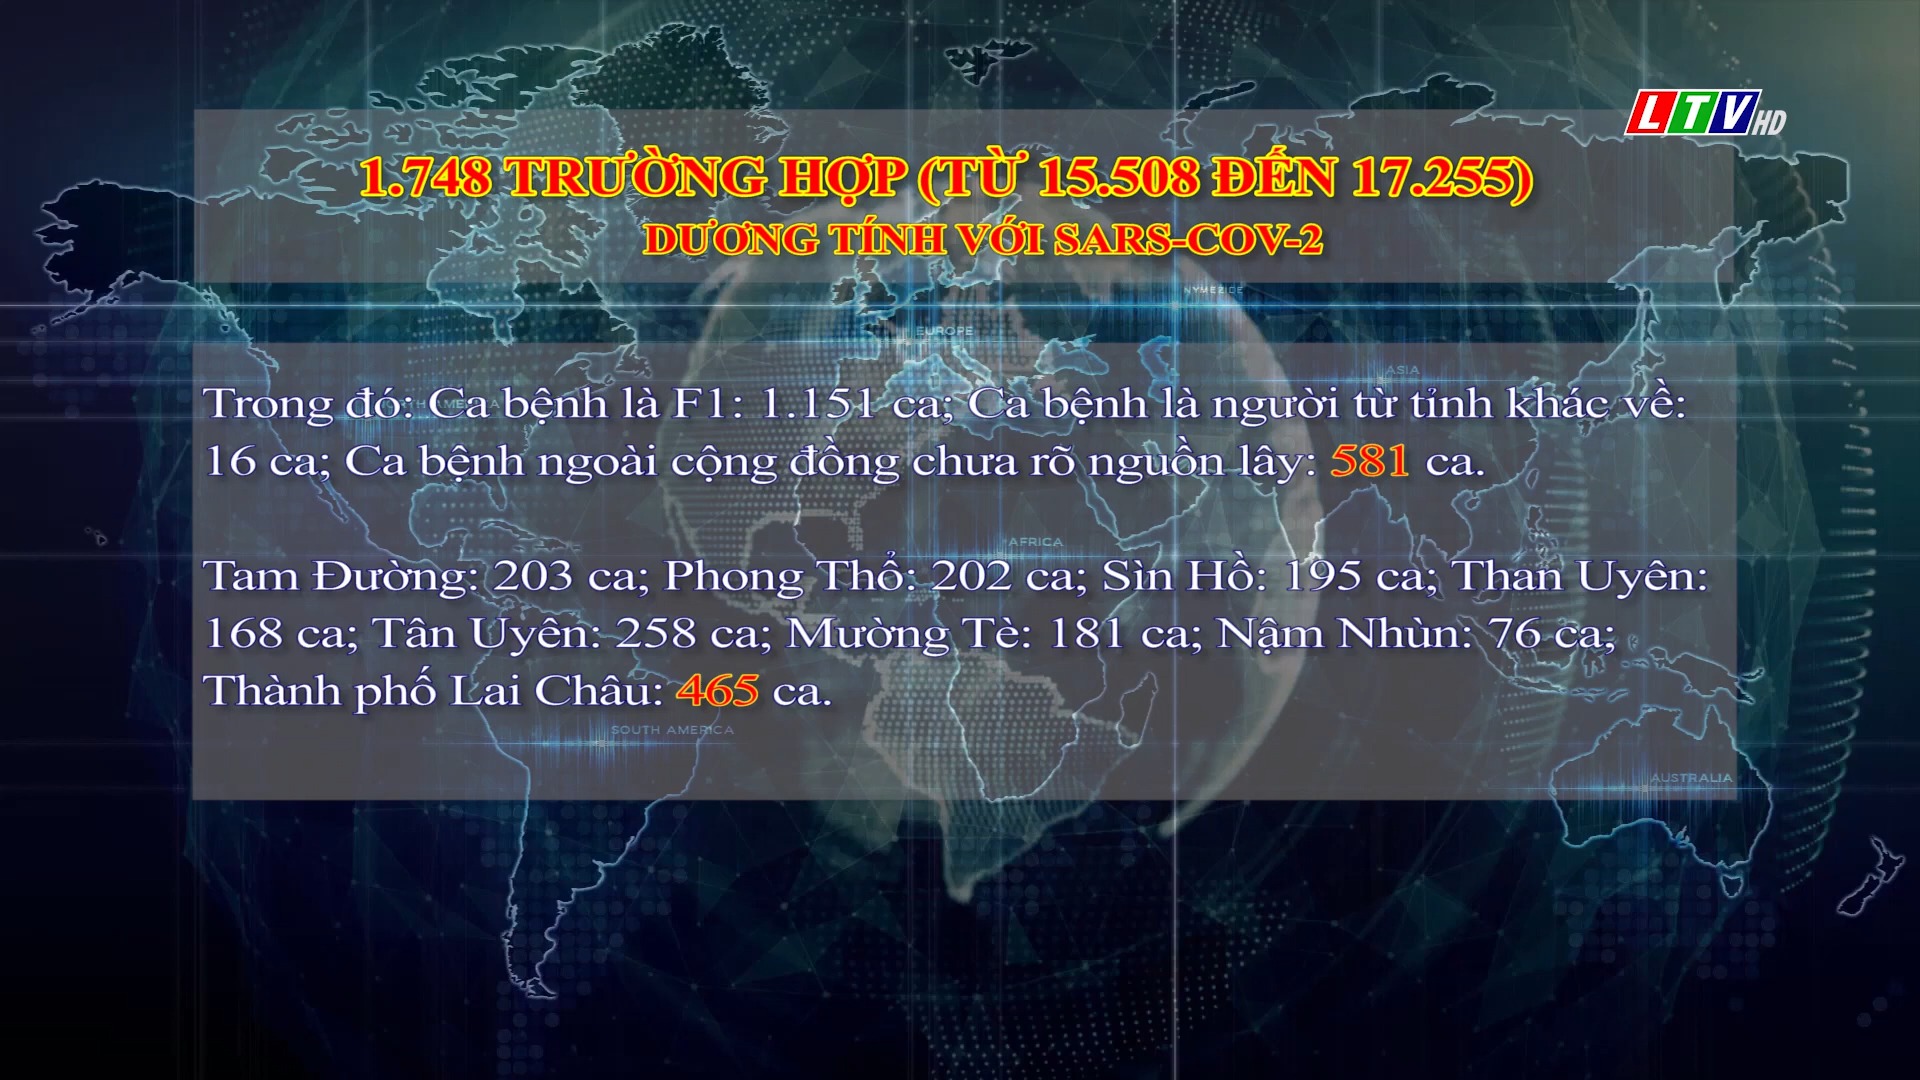 LTV HD
1.748 TRƯỜNG HỢP (TỪ 15.508 ĐẾN 17.255)
DƯƠNG TÍNH VỚI SARS-COV-2
NYMEZIDE
EUROPE
ASIA
NORTH AMERICA
Trong đó: Ca bệnh là F1: 1.151 ca; Ca bệnh là người từ tỉnh khác về:
16 ca; Ca bệnh ngoài cộng đồng chưa rõ nguồn lây: 581 ca.
AFRICA
Tam Đường: 203 ca; Phong Thổ: 202 ca; Sìn Hồ: 195 ca; Than Uyên:
168 ca; Tân Uyên: 258 ca; Mường Tè: 181 ca; Nậm Nhùn: 76 ca;
Thành phố Lai Châu: 465 ca.
SOUTH AMERICA
AUSTRALIA